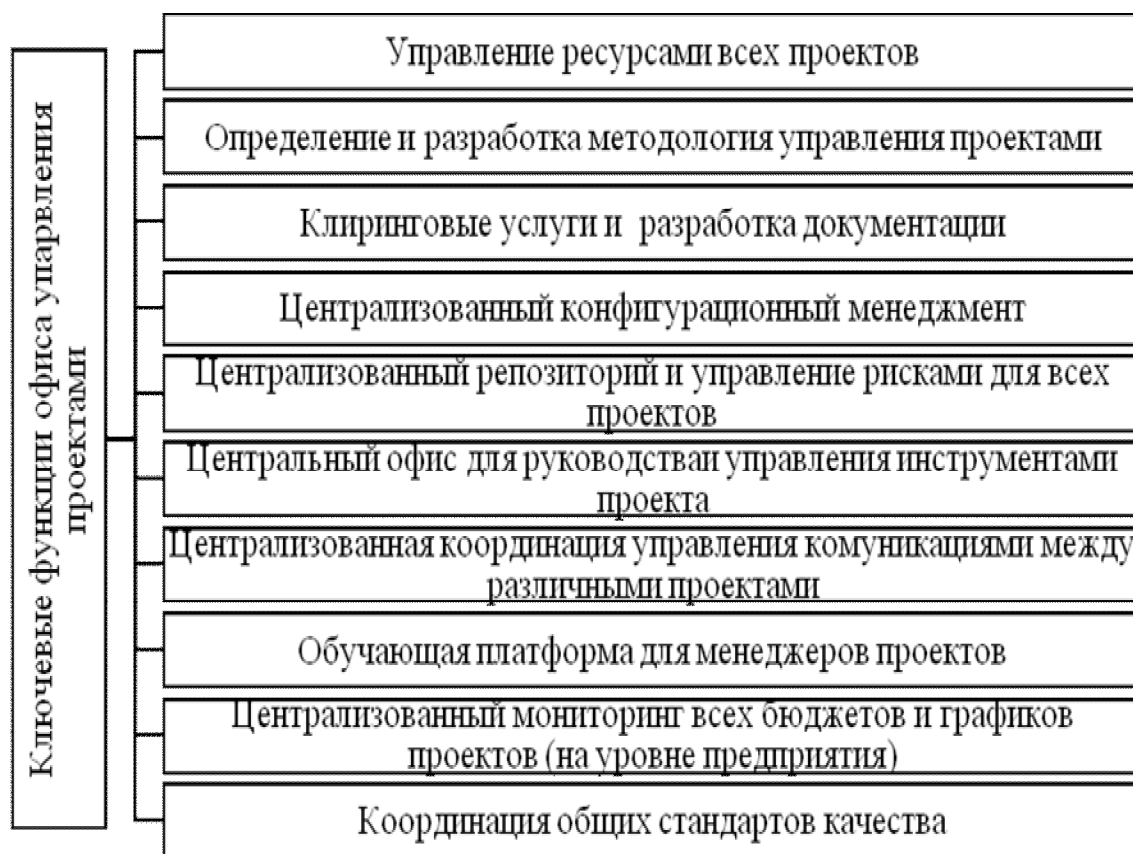 Ключевые функции офиса упарвления
проектами
Управление ресурсами всех проектов
Определение и разработка методология управления проектами
Клиринговые услуги и разработка документации
Централизованный конфигурационный менеджмент
Централизованный репозиторий и управление рисками для всех
проектов
Центральный офис для руководстваи управления инструментами
проекта
Централизованная координация управления комуникациями между
различными проектами
Обучающая платформа для менеджеров проектов
Централизованный мониторинг всех бюджетов и графиков
проектов (на уровне предприятия)
Координация общих стандартов качества